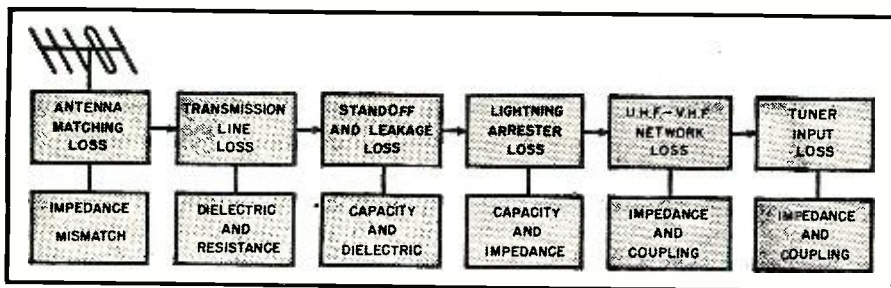 ANTENNA
MATCHING
LOSS
TRANSMISSION
LINE
LOSS
STANDOFF
AND LEAKAGE
LOSS
LIGHTNING
ARRESTER
LOSS
U.H.F.-V.H.F.
NETWORK
LOSS
TUNER
INPUT
LOSS
IMPEDANCE
MISMATCH
DIELECTRIC
AND
RESISTANCE
CAPACITY
AND
DIELECTRIC
CAPACITY
AND
IMPEDANCE
IMPEDANCE
AND
COUPLING
IMPEDANCE
AND
COUPLING